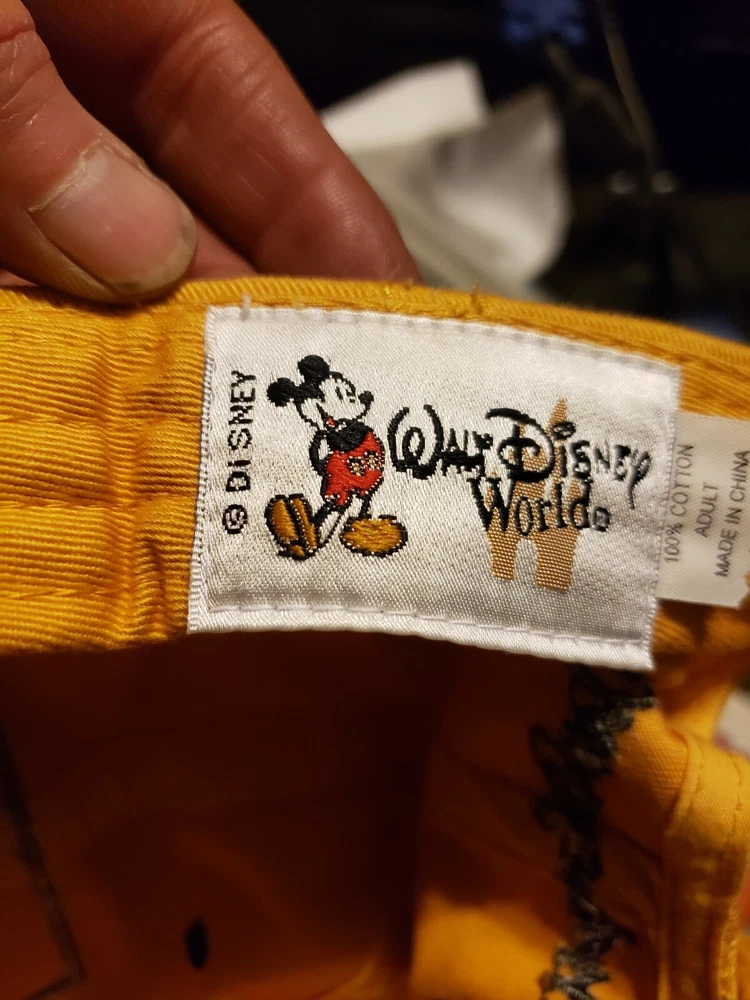 © DISNEY
WALT DISNEY
World®
100% COTTON
ADULT
MADE IN CHINA